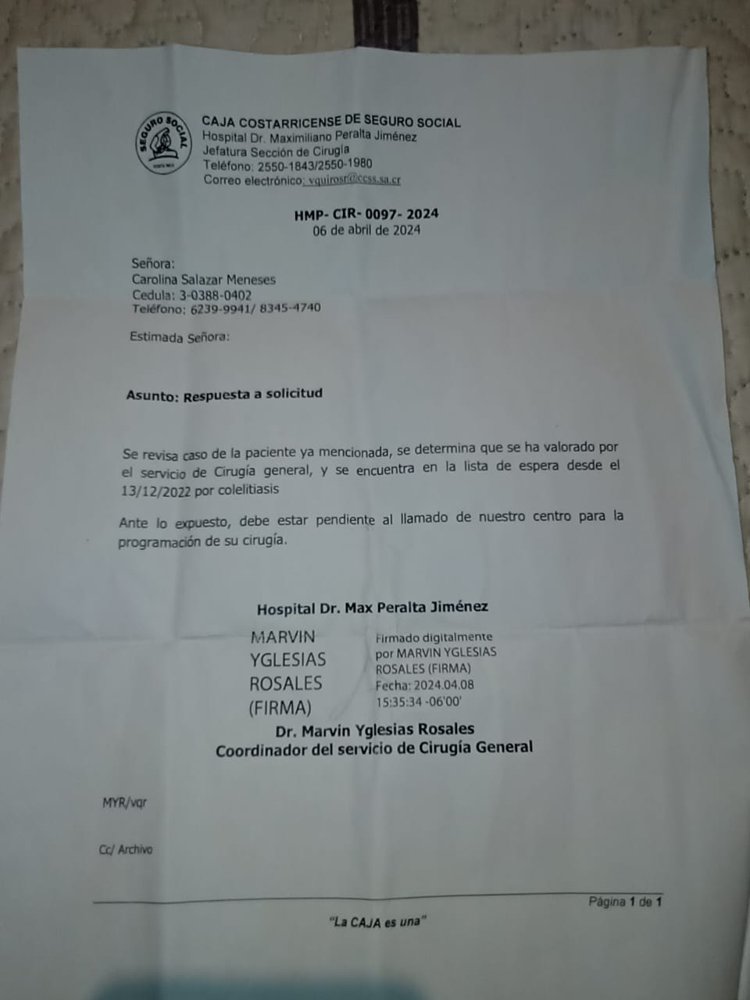 SEGURO SOCIAL
COSTA RICA
CAJA COSTARRICENSE DE SEGURO SOCIAL
Hospital Dr. Maximiliano Peralta Jiménez
Jefatura Sección de Cirugía
Teléfono: 2550-1843/2550-1980
Correo electrónico: vquirosr@ccss.sa.cr
HMP- CIR- 0097- 2024
06 de abril de 2024
Señora:
Carolina Salazar Meneses
Cedula: 3-0388-0402
Teléfono: 6239-9941/ 8345-4740
Estimada Señora:
Asunto: Respuesta a solicitud
Se revisa caso de la paciente ya mencionada, se determina que se ha valorado por
el servicio de Cirugía general, y se encuentra en la lista de espera desde el
13/12/2022 por colelitiasis
Ante lo expuesto, debe estar pendiente al llamado de nuestro centro para la
programación de su cirugía.
Hospital Dr. Max Peralta Jiménez
MARVIN
YGLESIAS
ROSALES
(FIRMA)
Firmado digitalmente
por MARVIN YGLESIAS
ROSALES (FIRMA)
Fecha: 2024.04.08
15:35:34 -06'00'
Dr. Marvin Yglesias Rosales
Coordinador del servicio de Cirugía General
MYR/vqr
Cc/ Archivo
Página 1 de 1
“La CAJA es una”